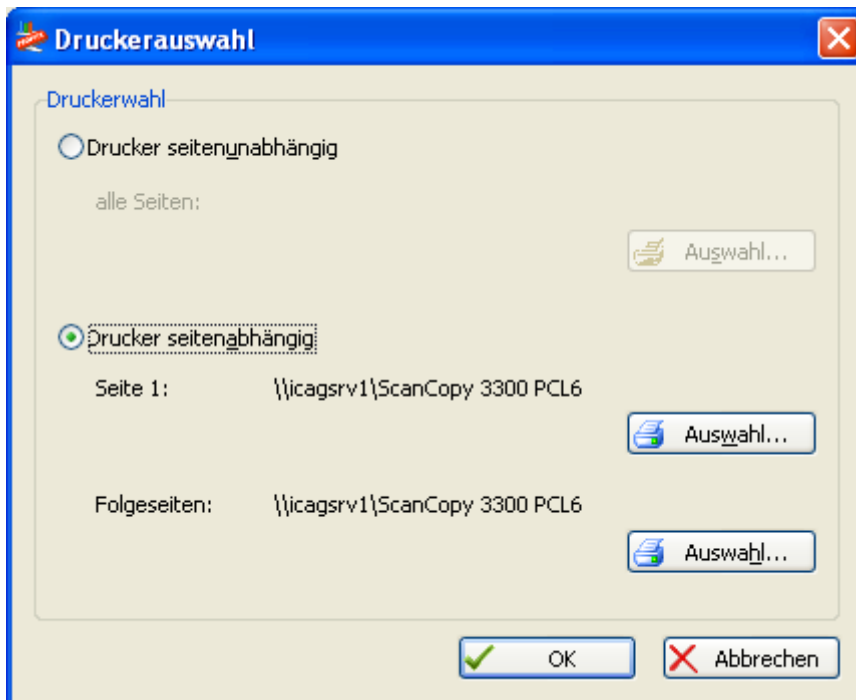 Druckerauswahl
Druckerwahl
Drucker seitenunabhängig
alle Seiten:
Auswahl...
Drucker seitenabhängig
Seite 1: \\icagsrv1\ScanCopy 3300 PCL6
Auswahl...
Folgeseiten: \\icagsrv1\ScanCopy 3300 PCL6
Auswahl...
OK Abbrechen